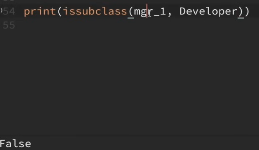 54 print(issubclass(mgr_1, Developer))
55
False